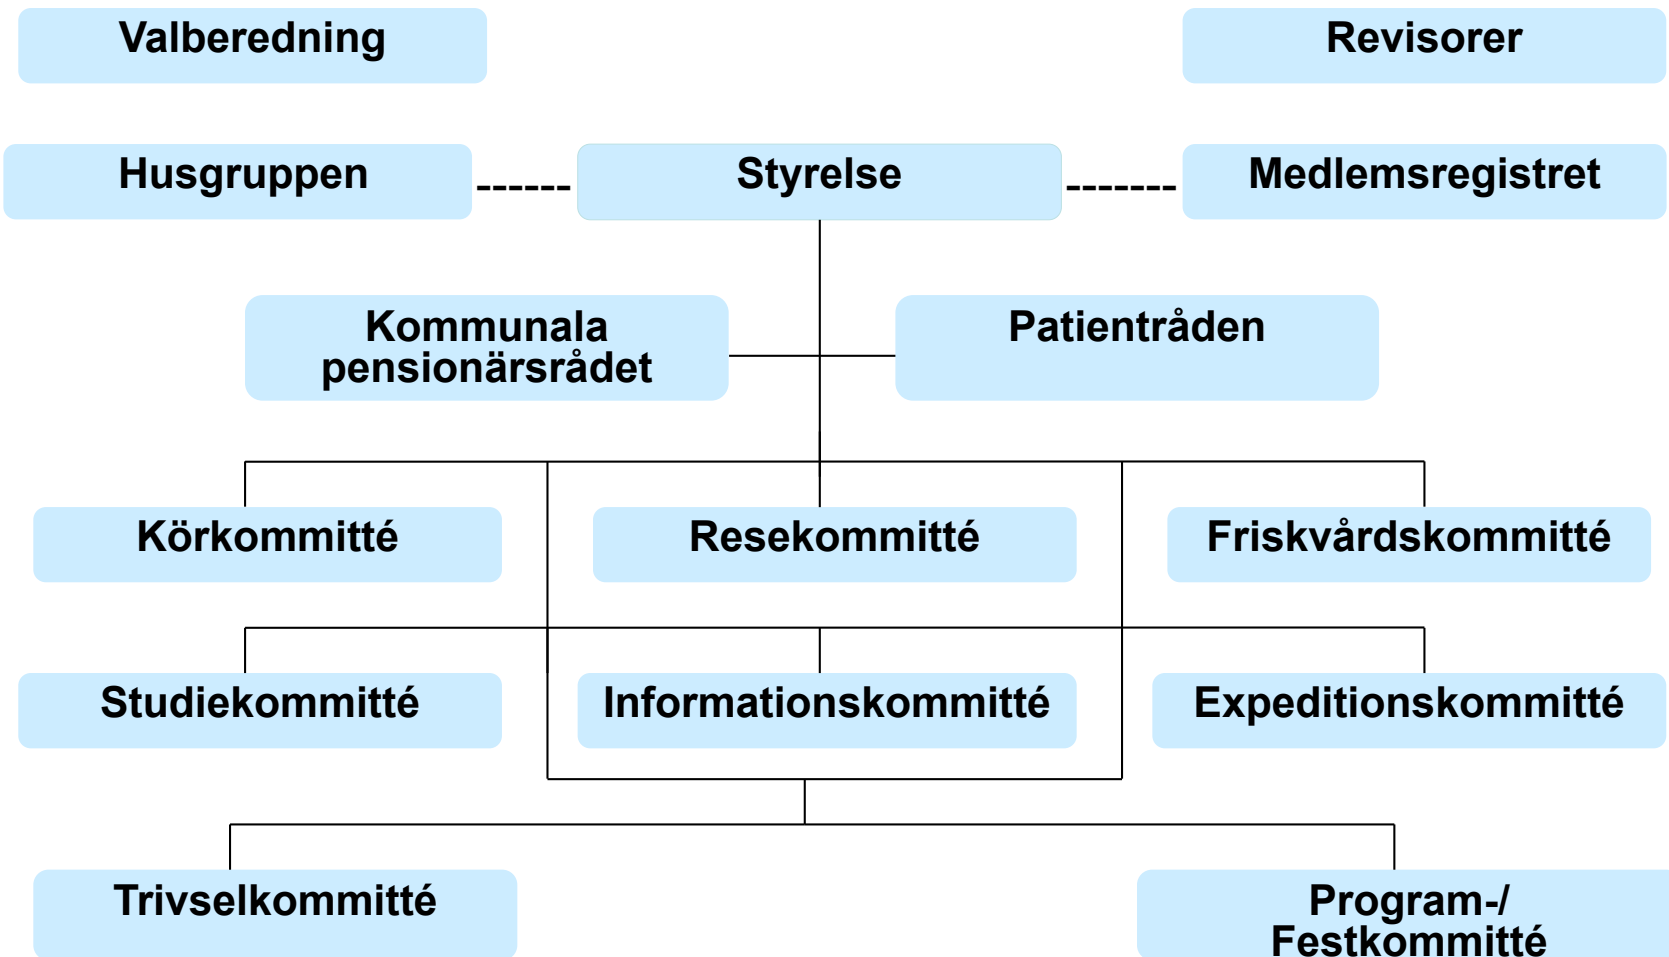 Valberedning
Revisorer
Husgruppen
Styrelse
Medlemsregistret
Kommunala
pensionärsrådet
Patientråden
Körkommitté
Resekommitté
Friskvårdskommitté
Studiekommitté
Informationskommitté
Expeditionskommitté
Trivselkommitté
Program-/
Festkommitté